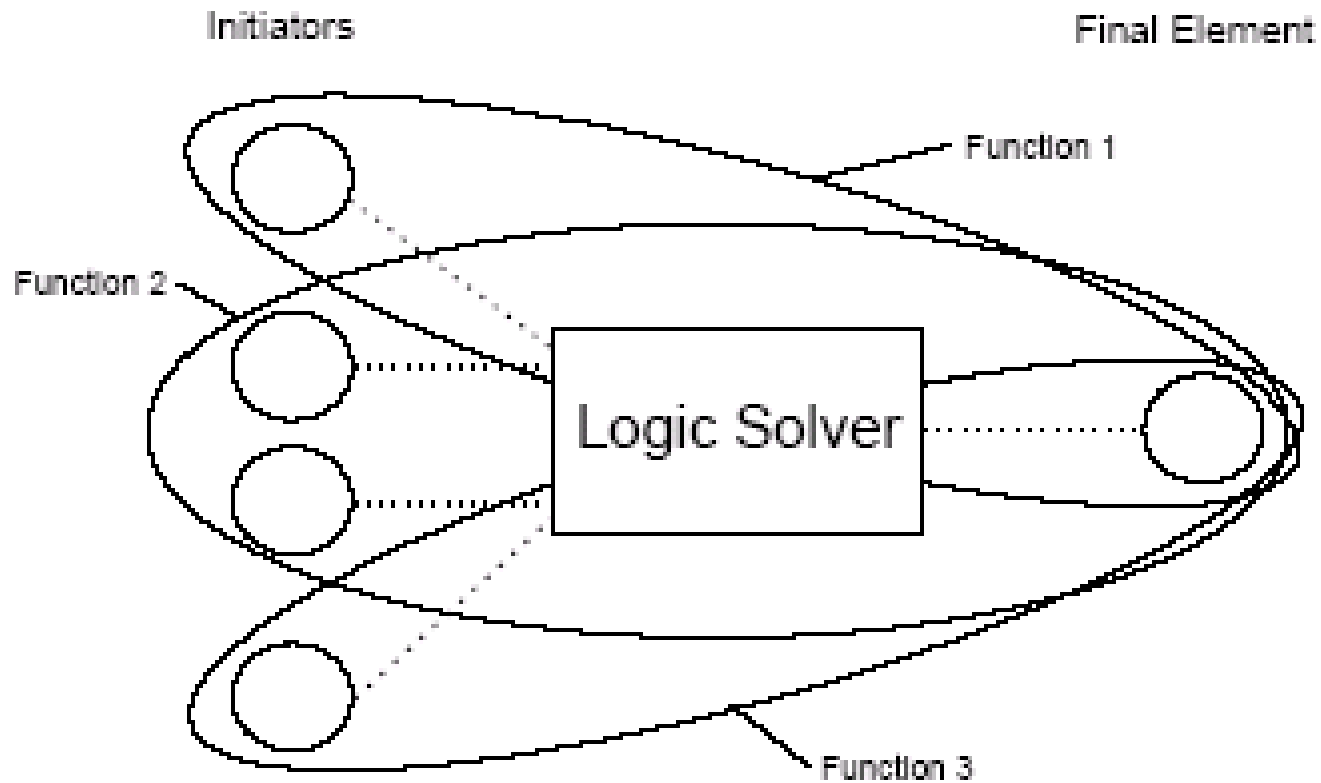 Initiators
Final Element
Function 1
Function 2
Logic Solver
Function 3